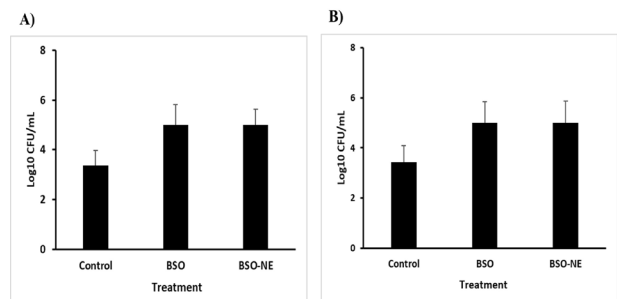 A)
8
6
4
2
0
Log10 CFU/mL
Control BSO BSO-NE
Treatment
B)
8
6
4
2
0
Log10 CFU/mL
Control BSO BSO-NE
Treatment